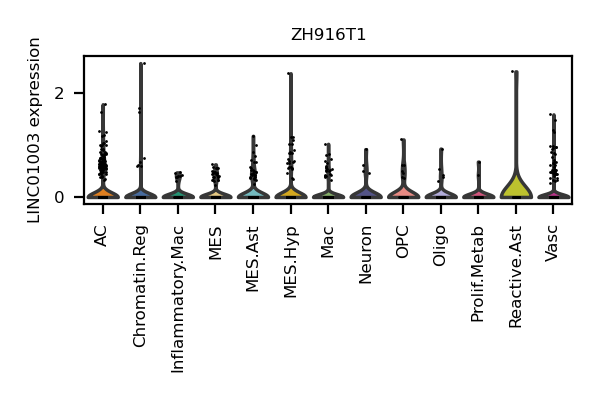 ZH916T1
LINC01003 expression
2
0
AC
Chromatin.Reg
Inflammatory.Mac
MES
MES.Ast
MES.Hyp
Mac
Neuron
OPC
Oligo
Prolif.Metab
Reactive.Ast
Vasc